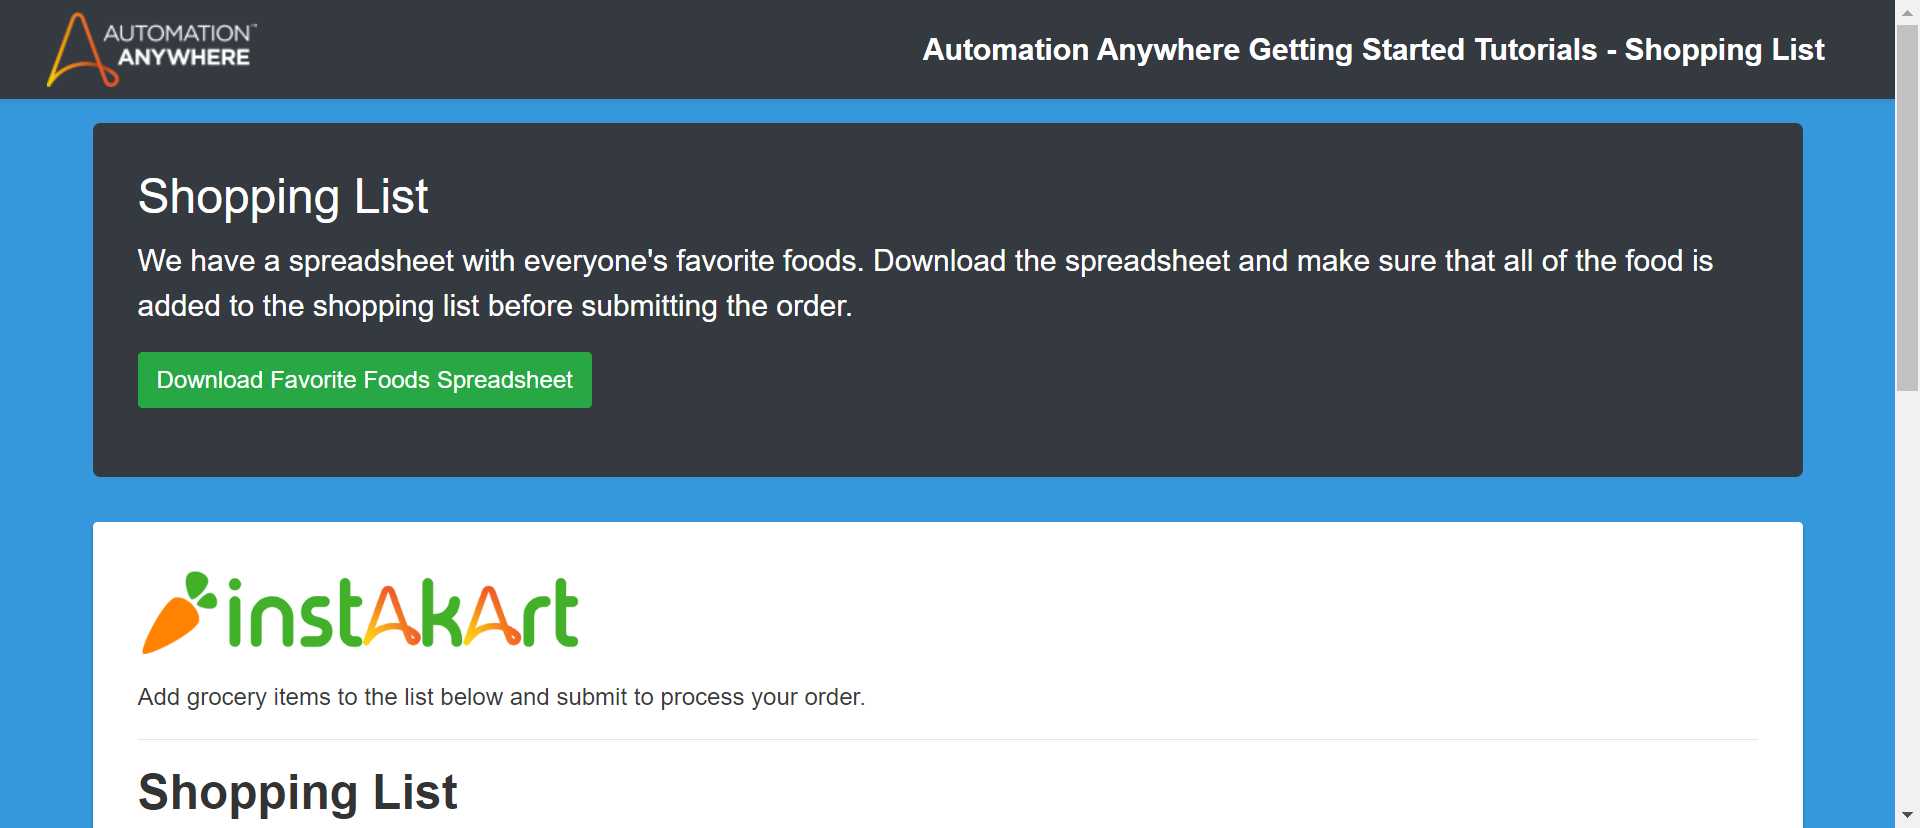 AUTOMATION
ANYWHERE
Automation Anywhere Getting Started Tutorials - Shopping List
Shopping List
We have a spreadsheet with everyone's favorite foods. Download the spreadsheet and make sure that all of the food is
added to the shopping list before submitting the order.
Download Favorite Foods Spreadsheet
instAkArt
Add grocery items to the list below and submit to process your order.
Shopping List